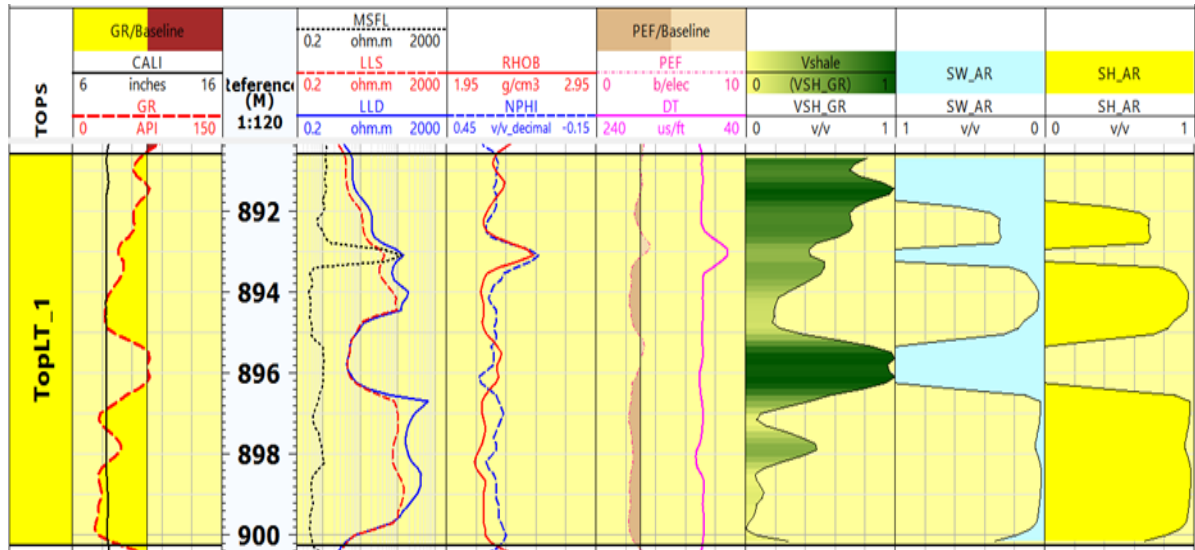 TOPS
GR/Baseline
CALI
6 inches 16
GR
0 API 150
Reference
(M)
1:120
MSFL
0.2 ohm.m 2000
LLS
0.2 ohm.m 2000
LLD
0.2 ohm.m 2000
RHOB
1.95 g/cm3 2.95
NPHI
0.45 v/v_decimal -0.15
PEF/Baseline
PEF
0 b/elec 10
DT
240 us/ft 40
Vshale
0 (VSH_GR) 1
VSH_GR
0 v/v 1
SW_AR
SW_AR
1 v/v 0
SH_AR
SH_AR
0 v/v 1
TopLT_1
892
894
896
898
900